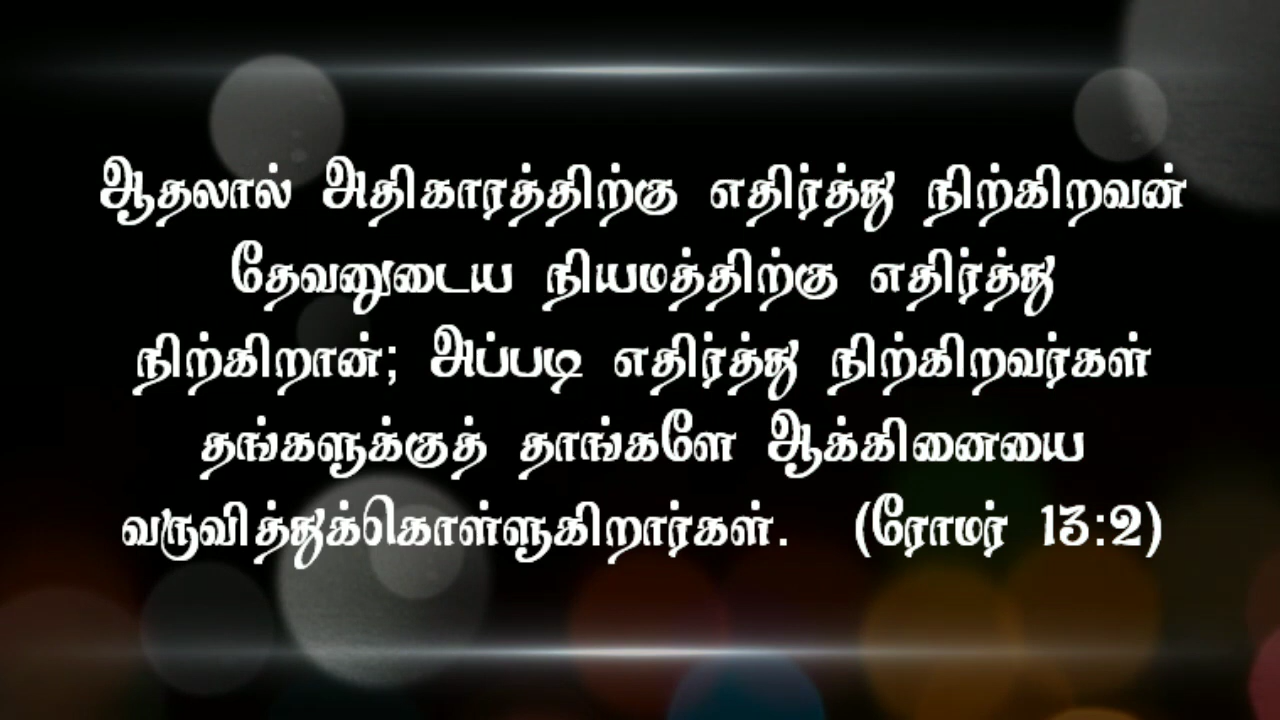 ஆதலால் அதிகாரத்திற்கு எதிர்த்து நிற்கிறவன்
தேவனுடைய நியமத்திற்கு எதிர்த்து
நிற்கிறான்; அப்படி எதிர்த்து நிற்கிறவர்கள்
தங்களுக்குத் தாங்களே ஆக்கினையை
வருவித்துக்கொள்ளுகிறார்கள். (ரோமர் 13:2)